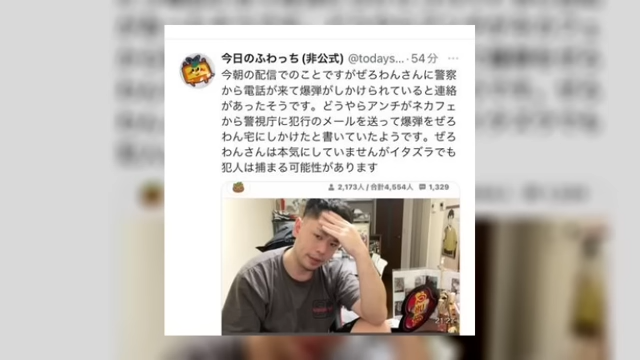 今日のふわっち (非公式) @todays... · 54分 ···
今朝の配信でのことですがぜろわんさんに警察
から電話が来て爆弾がしかけられていると連絡
があったそうです。どうやらアンチがネカフェ
から警視庁に犯行のメールを送って爆弾をぜろ
わん宅にしかけたと書いていたようです。ぜろ
わんさんは本気にしていませんがイタズラでも
犯人は捕まる可能性があります
2,173人 / 合計4,554人 1,329